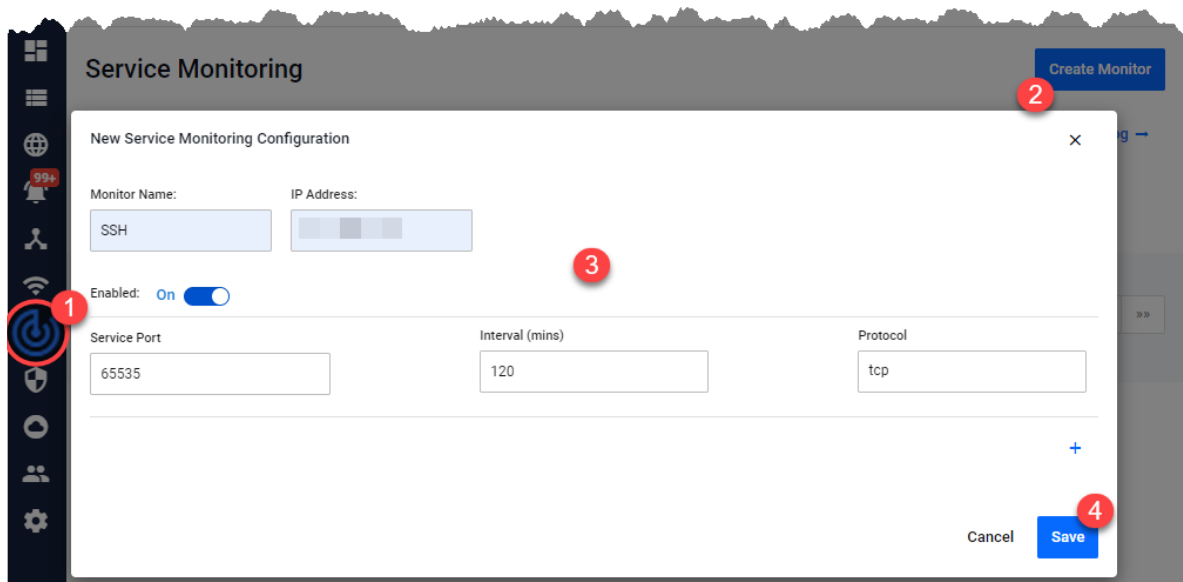 Service Monitoring
Create Monitor
2
New Service Monitoring Configuration
g →
99+
Monitor Name:
IP Address:
SSH
3
Enabled:
On
1
Service Port
Interval (mins)
Protocol
»»
65535
120
tcp
+
4
Cancel
Save